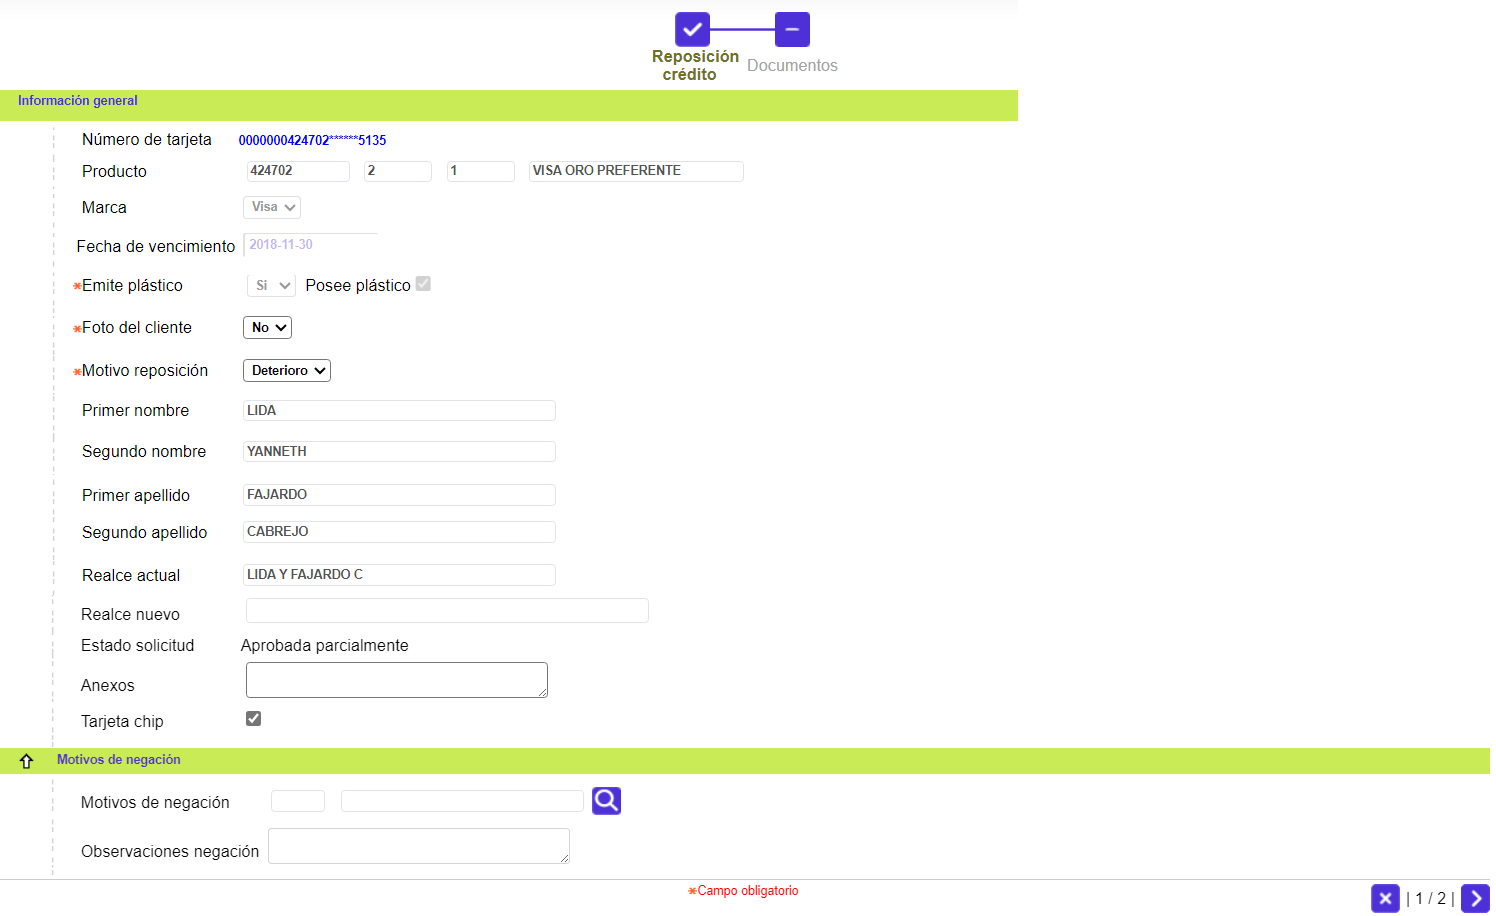 Reposición
crédito
Documentos
Información general
Número de tarjeta 0000000424702******5135
Producto 424702 2 1 VISA ORO PREFERENTE
Marca Visa
Fecha de vencimiento 2018-11-30
*Emite plástico Si Posee plástico
*Foto del cliente No
*Motivo reposición Deterioro
Primer nombre LIDA
Segundo nombre YANNETH
Primer apellido FAJARDO
Segundo apellido CABREJO
Realce actual LIDA Y FAJARDO C
Realce nuevo
Estado solicitud Aprobada parcialmente
Anexos
Tarjeta chip
Motivos de negación
Motivos de negación
Observaciones negación
*Campo obligatorio
| 1 / 2 |